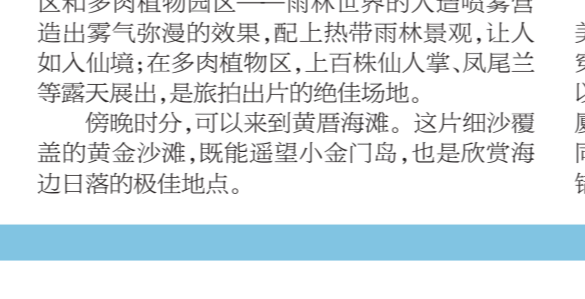 区和多肉植物园区——雨林世界的人造喷雾营
造出雾气弥漫的效果,配上热带雨林景观,让人
如入仙境;在多肉植物区,上百株仙人掌、凤尾兰
等露天展出,是旅拍出片的绝佳场地。
傍晚时分,可以来到黄厝海滩。这片细沙覆
盖的黄金沙滩,既能遥望小金门岛,也是欣赏海
边日落的极佳地点。